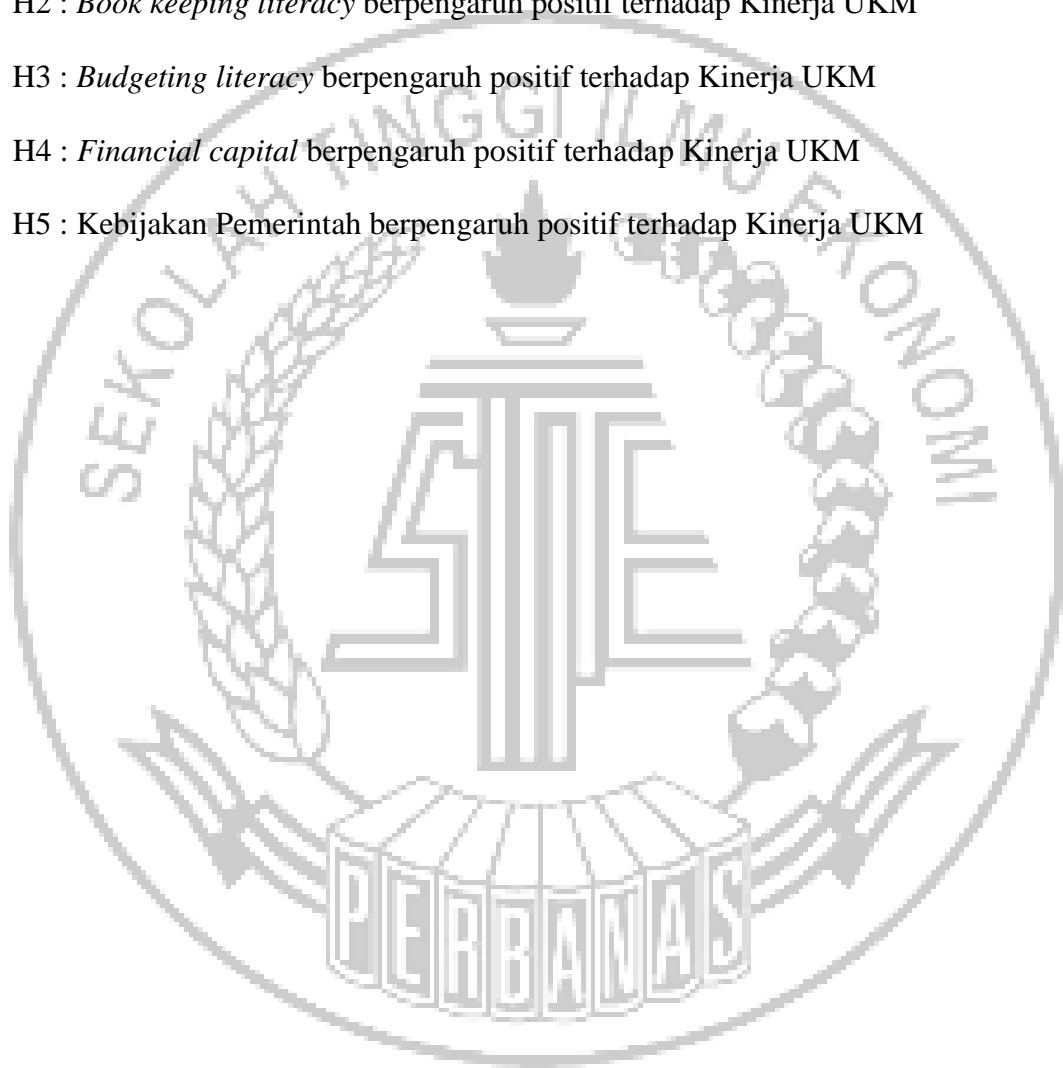 H2 : Book keeping literacy berpengaruh positif terhadap Kinerja UKM
H3 : Budgeting literacy berpengaruh positif terhadap Kinerja UKM
H4 : Financial capital berpengaruh positif terhadap Kinerja UKM
H5 : Kebijakan Pemerintah berpengaruh positif terhadap Kinerja UKM
SEKOLAH TINGGI ILMU EKONOMI
STIE
PERBANAS